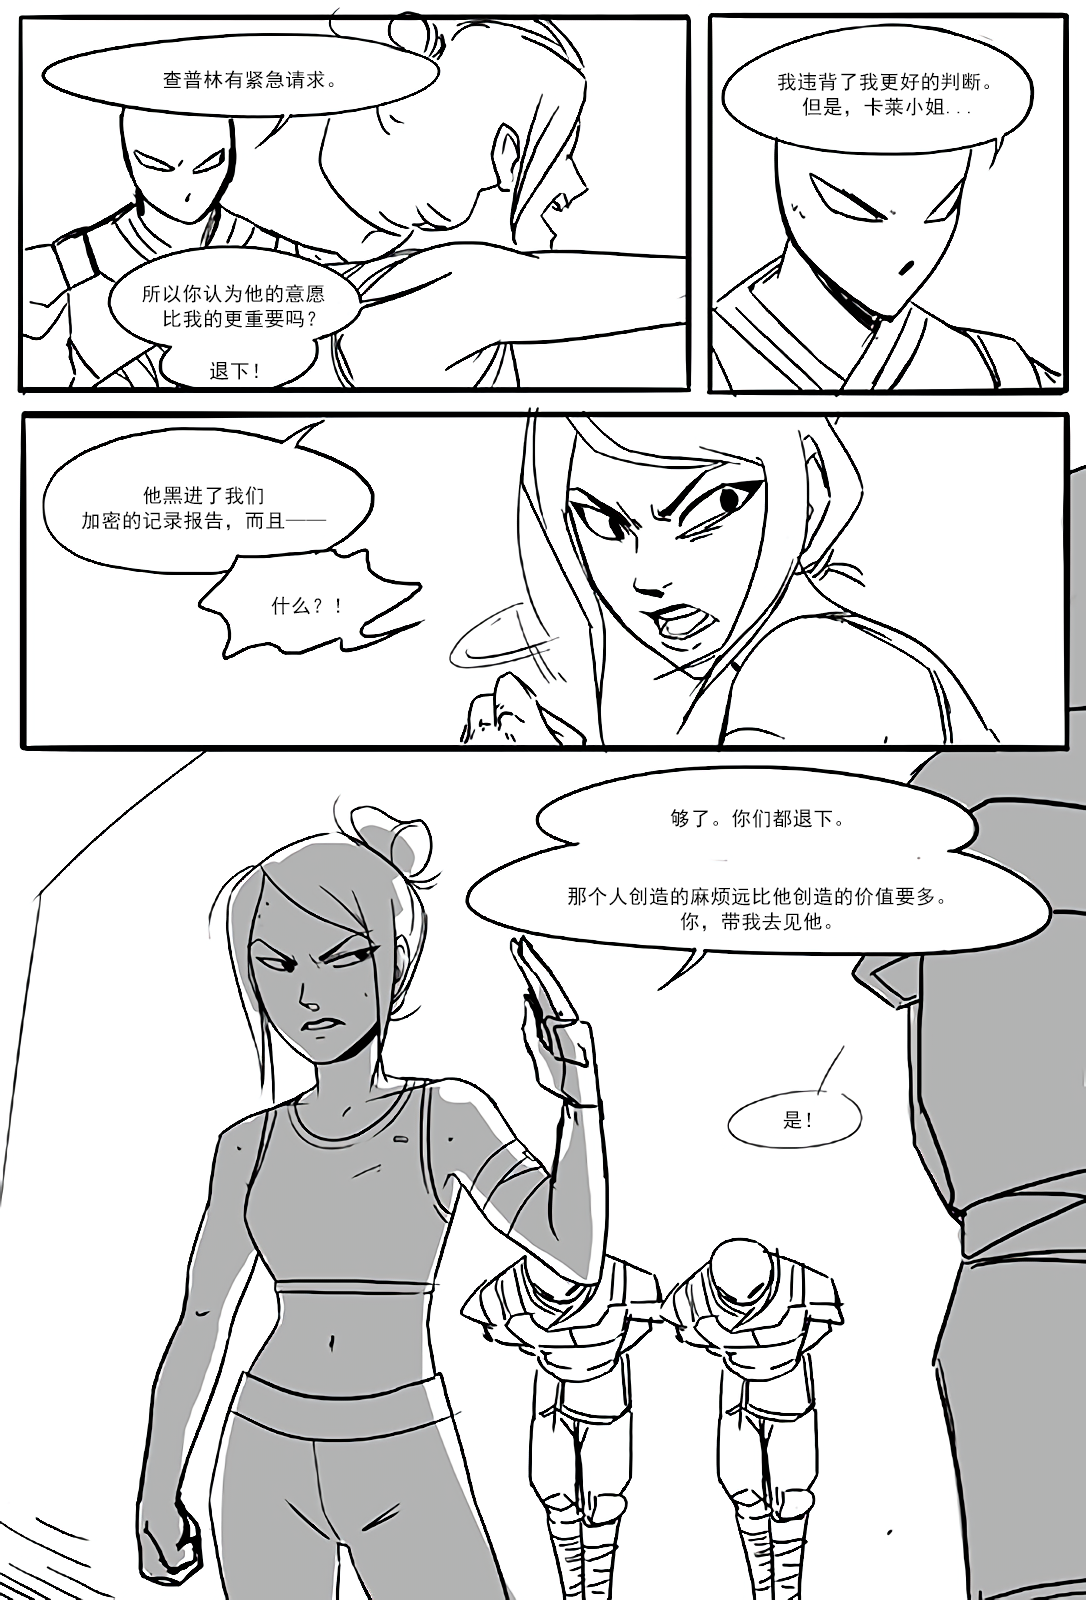 查普林有紧急请求。
所以你认为他的意愿
比我的更重要吗？
退下！
我违背了我更好的判断。
但是，卡莱小姐...
他黑进了我们
加密的记录报告，而且——
什么？！
够了。你们都退下。
那个人创造的麻烦远比他创造的价值要多。
你，带我去见他。
是！